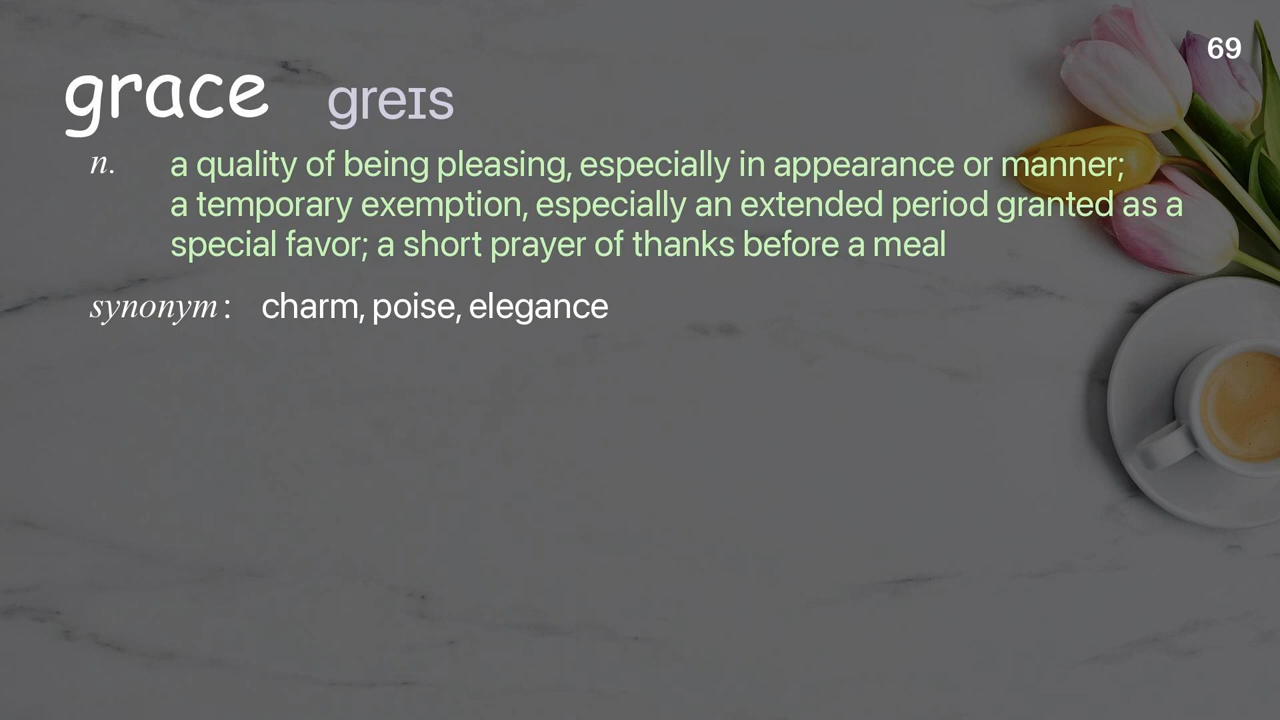 69
grace greɪs
n. a quality of being pleasing, especially in appearance or manner;
a temporary exemption, especially an extended period granted as a
special favor; a short prayer of thanks before a meal
synonym : charm, poise, elegance